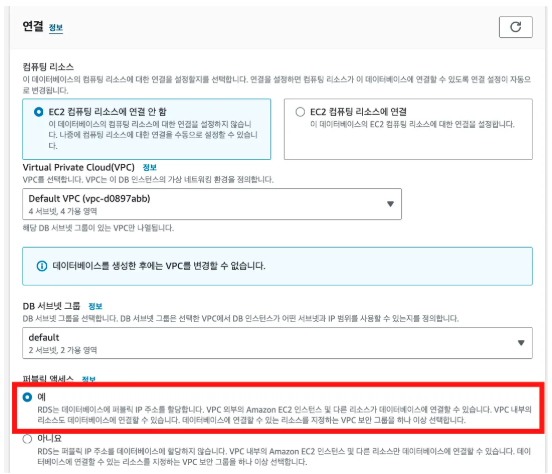 연결 정보
컴퓨팅 리소스
이 데이터베이스의 컴퓨팅 리소스에 대한 연결을 설정할지를 선택합니다. 연결을 설정하면 컴퓨팅 리소스가 이 데이터베이스에 연결할 수 있도록 연결 설정이 자동으
로 변경됩니다.
EC2 컴퓨팅 리소스에 연결 안 함
이 데이터베이스의 컴퓨팅 리소스에 대한 연결을 설정하지 않습니
다. 나중에 컴퓨팅 리소스에 대한 연결을 수동으로 설정할 수 있습니
다.
EC2 컴퓨팅 리소스에 연결
이 데이터베이스의 EC2 컴퓨팅 리소스에 대한 연결을 설정합니다.
Virtual Private Cloud(VPC) 정보
VPC를 선택합니다. VPC는 이 DB 인스턴스의 가상 네트워킹 환경을 정의합니다.
Default VPC (vpc-d0897abb)
4 서브넷, 4 가용 영역
해당 DB 서브넷 그룹이 있는 VPC만 나열됩니다.
데이터베이스를 생성한 후에는 VPC를 변경할 수 없습니다.
DB 서브넷 그룹 정보
DB 서브넷 그룹을 선택합니다. DB 서브넷 그룹은 선택한 VPC에서 DB 인스턴스가 어떤 서브넷과 IP 범위를 사용할 수 있는지를 정의합니다.
default
2 서브넷, 2 가용 영역
퍼블릭 액세스 정보
예
RDS는 데이터베이스에 퍼블릭 IP 주소를 할당합니다. VPC 외부의 Amazon EC2 인스턴스 및 다른 리소스가 데이터베이스에 연결할 수 있습니다. VPC 내부의
리소스도 데이터베이스에 연결할 수 있습니다. 데이터베이스에 연결할 수 있는 리소스를 지정하는 VPC 보안 그룹을 하나 이상 선택합니다.
아니요
RDS는 퍼블릭 IP 주소를 데이터베이스에 할당하지 않습니다. VPC 내부의 Amazon EC2 인스턴스 및 다른 리소스만 데이터베이스에 연결할 수 있습니다. 데이
터베이스에 연결할 수 있는 리소스를 지정하는 VPC 보안 그룹을 하나 이상 선택합니다.